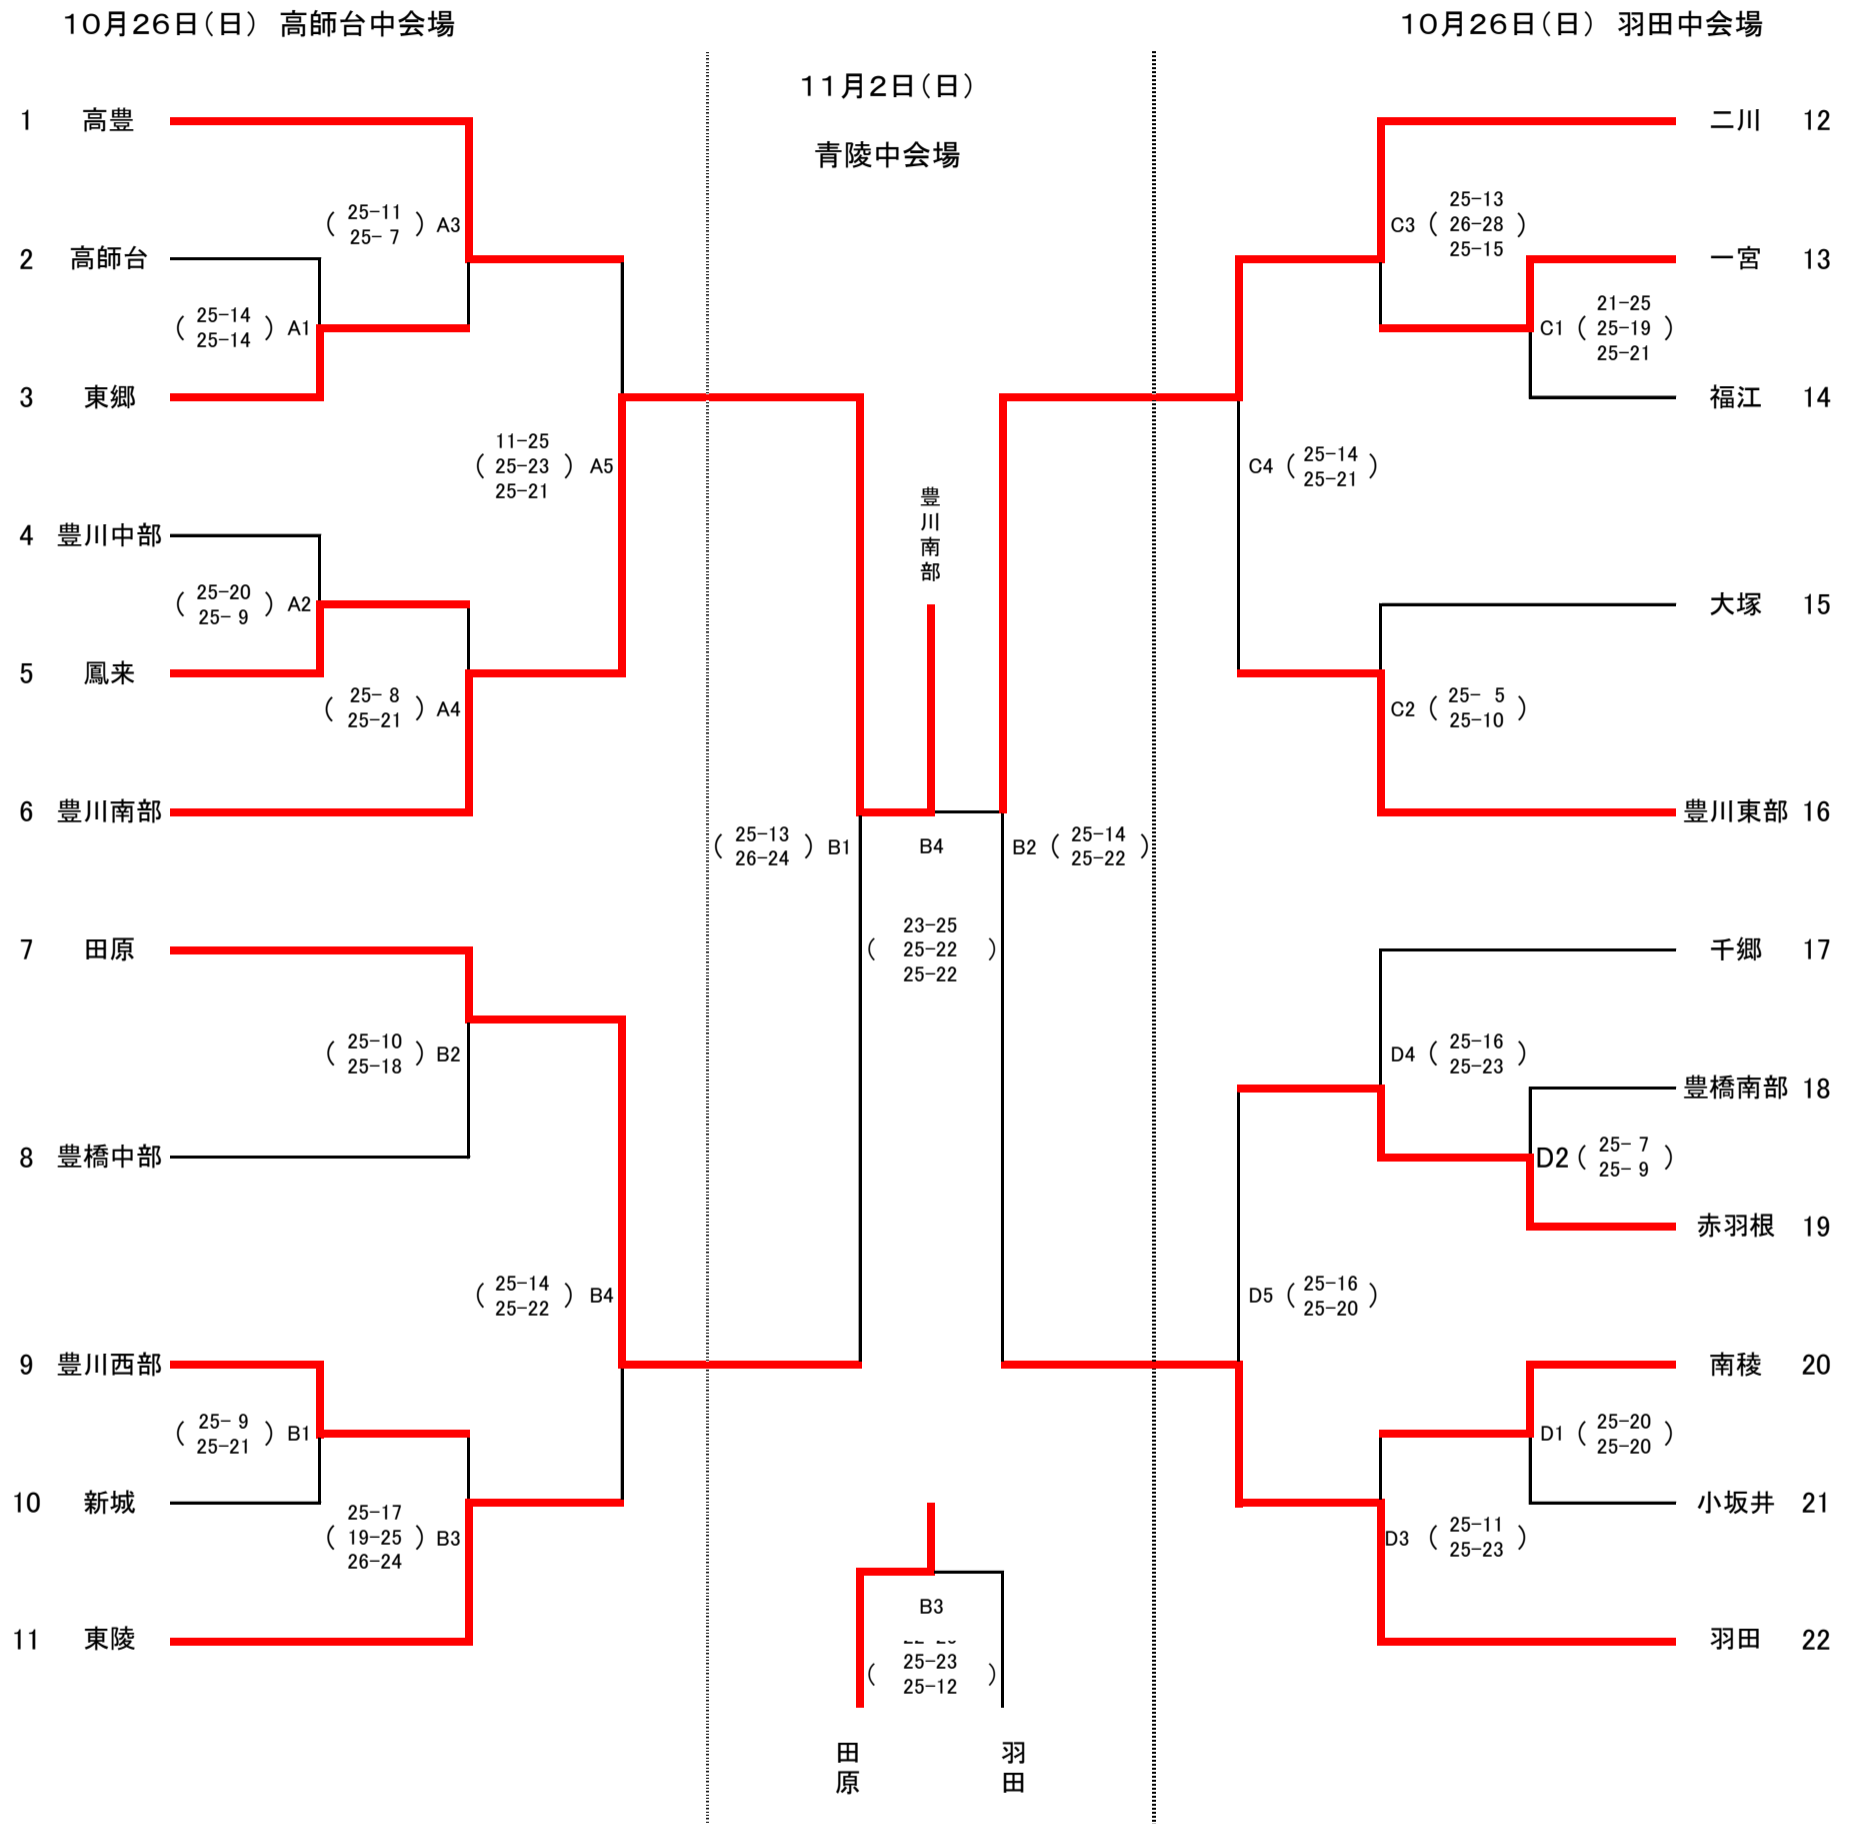 10月26日(日) 高師台中会場
10月26日(日) 羽田中会場
11月2日(日)
青陵中会場
1 高豊
2 高師台
3 東郷
4 豊川中部
5 鳳来
6 豊川南部
7 田原
8 豊橋中部
9 豊川西部
10 新城
11 東陵
(25-14
25-14) A1
(25-20
25- 9) A2
(25-11
25- 7) A3
(25- 8
25-21) A4
(11-25
25-23
25-21) A5
(25- 9
25-21) B1
(25-10
25-18) B2
(25-17
19-25
26-24) B3
(25-14
25-22) B4
豊川南部
(25-13
26-24) B1
B4
(23-25
25-22
25-22)
B2 (25-14
25-22)
B3
(25-23
25-12)
田原
羽田
二川 12
一宮 13
福江 14
大塚 15
豊川東部 16
千郷 17
豊橋南部 18
赤羽根 19
南稜 20
小坂井 21
羽田 22
C1 (21-25
25-19
25-21)
C2 (25- 5
25-10)
C3 (25-13
26-28
25-15)
C4 (25-14
25-21)
D1 (25-20
25-20)
D2 (25- 7
25- 9)
D3 (25-11
25-23)
D4 (25-16
25-23)
D5 (25-16
25-20)